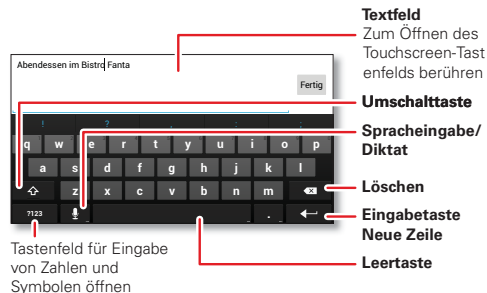 Textfeld
Zum Öffnen des
Touchscreen-Tast
enfelds berühren
Abendessen im Bistro Fanta
Fertig
Umschalttaste
! ? , : ;
q w e r t y u i o p
Spracheingabe/
Diktat
a s d f g h j k l
z x c v b n m
Löschen
?123 .
Eingabetaste
Neue Zeile
Leertaste
Tastenfeld für Eingabe
von Zahlen und
Symbolen öffnen